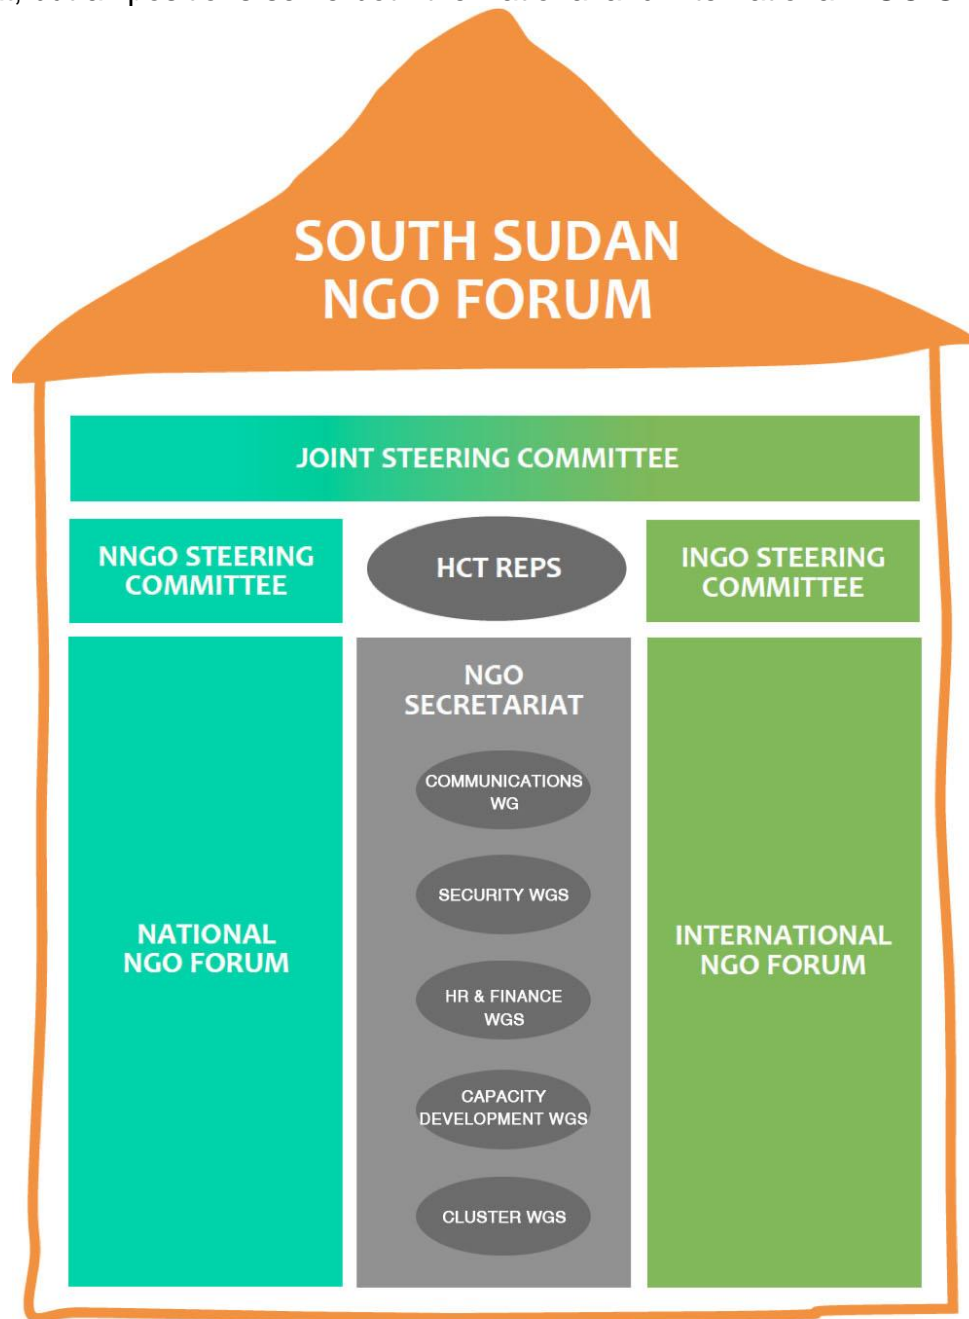 SOUTH SUDAN
NGO FORUM
JOINT STEERING COMMITTEE
NNGO STEERING
COMMITTEE
HCT REPS
INGO STEERING
COMMITTEE
NGO
SECRETARIAT
COMMUNICATIONS
WG
SECURITY WGS
HR & FINANCE
WGS
CAPACITY
DEVELOPMENT WGS
CLUSTER WGS
NATIONAL
NGO FORUM
INTERNATIONAL
NGO FORUM